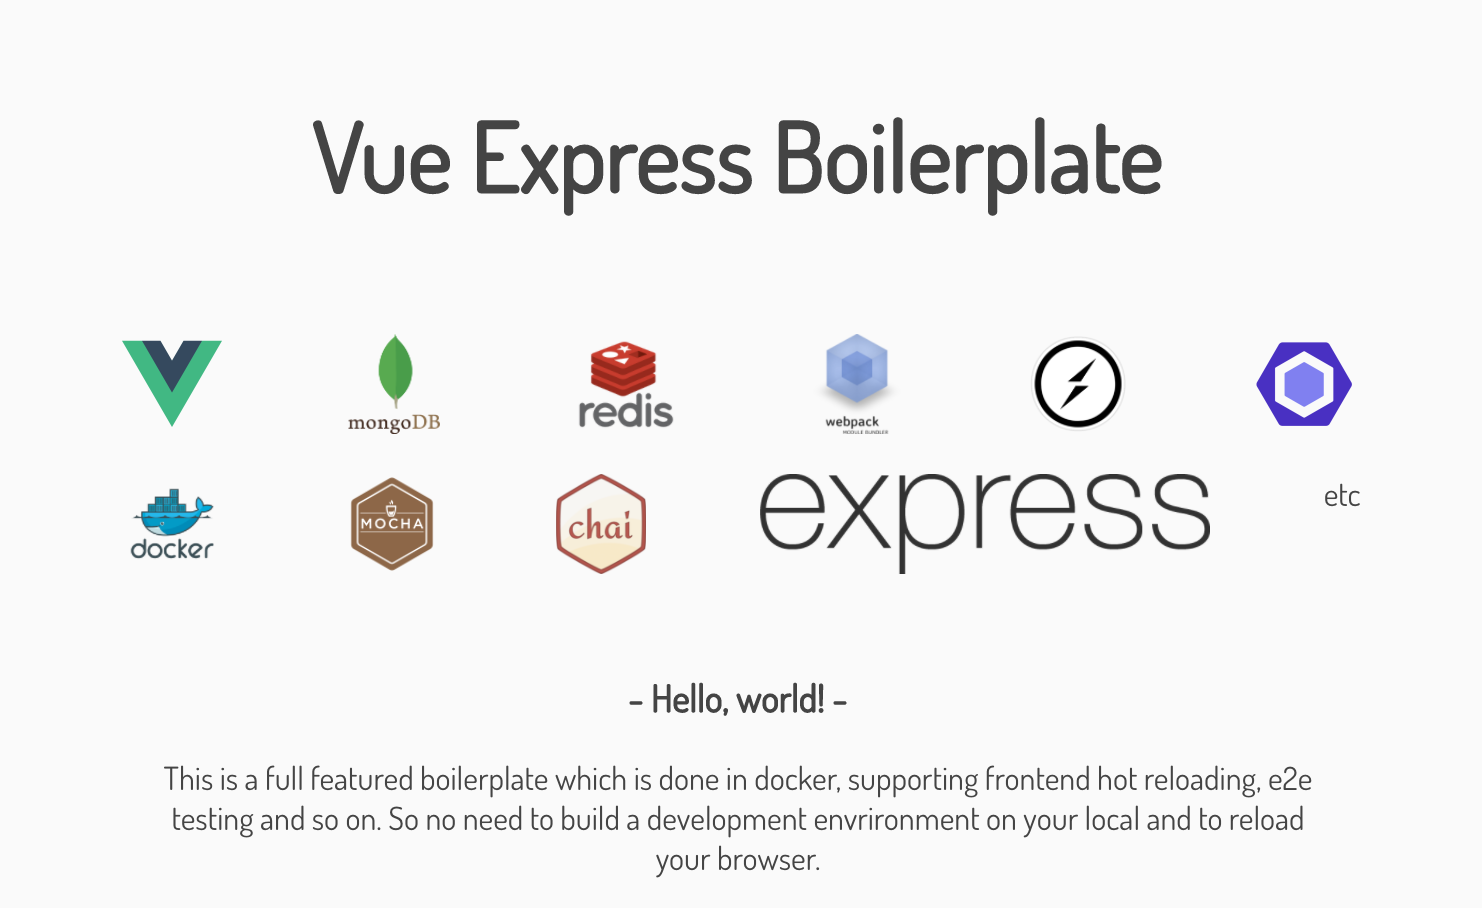 Vue Express Boilerplate
mongoDB
redis
webpack
MODULE BUNDLER
docker
MOCHA
chai
express
etc
- Hello, world! -
This is a full featured boilerplate which is done in docker, supporting frontend hot reloading, e2e
testing and so on. So no need to build a development envrironment on your local and to reload
your browser.